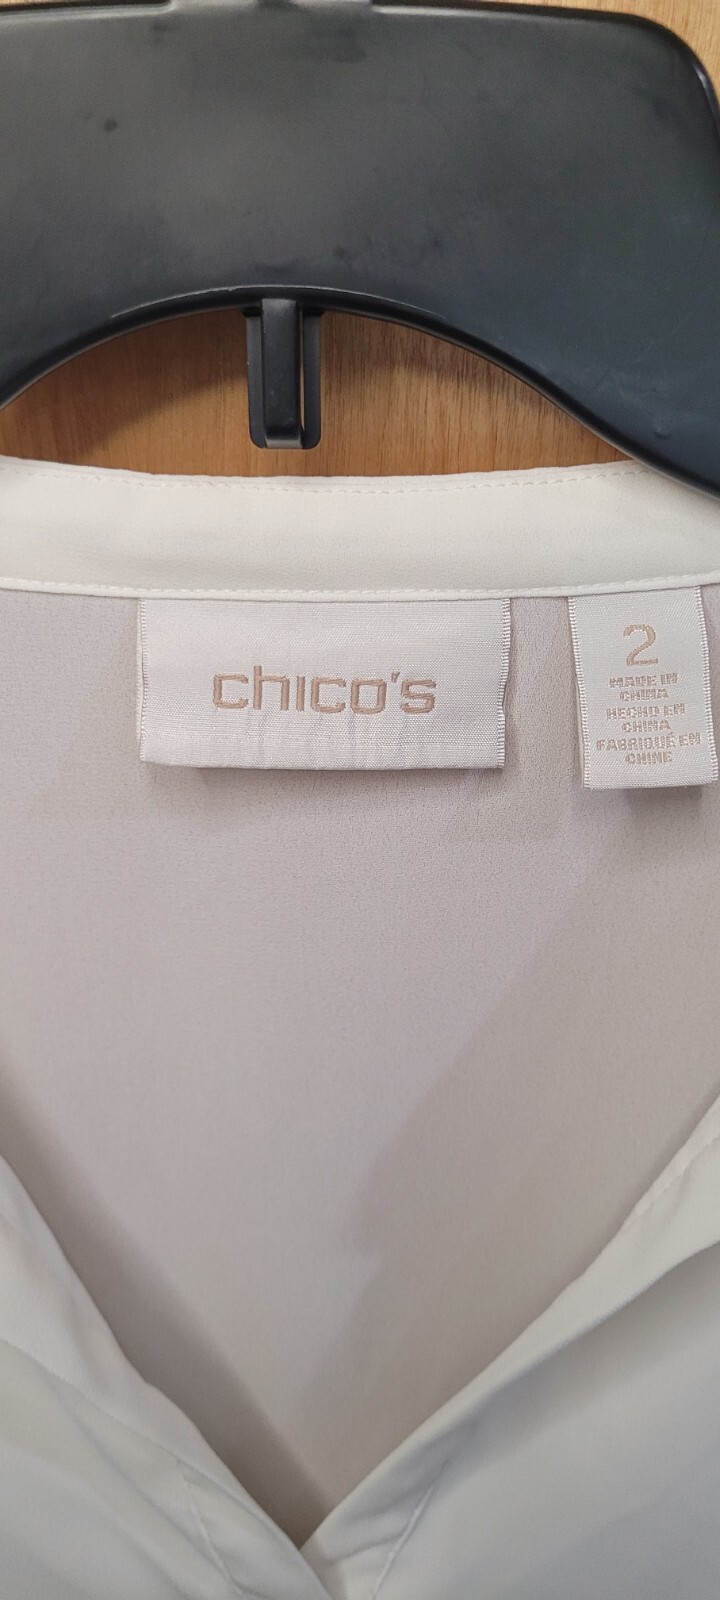 chico's
2
MADE IN
CHINA
HECHO EN
CHINA
FABRIQUÉ EN
CHINE